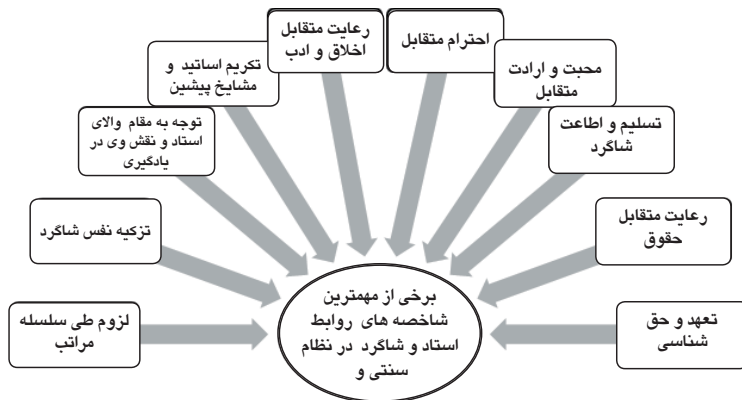 رعایت متقابل
اخلاق و ادب
احترام متقابل
تکریم اساتید و
مشایخ پیشین
محبت و ارادت
متقابل
توجه به مقام والای
استاد و نقش وی در
یادگیری
تسلیم و اطاعت
شاگرد
تزکیه نفس شاگرد
رعایت متقابل
حقوق
لزوم طی سلسله
مراتب
تعهد و حق
شناسی
برخی از مهمترین
شاخصه های روابط
استاد و شاگرد در نظام
سنتی و